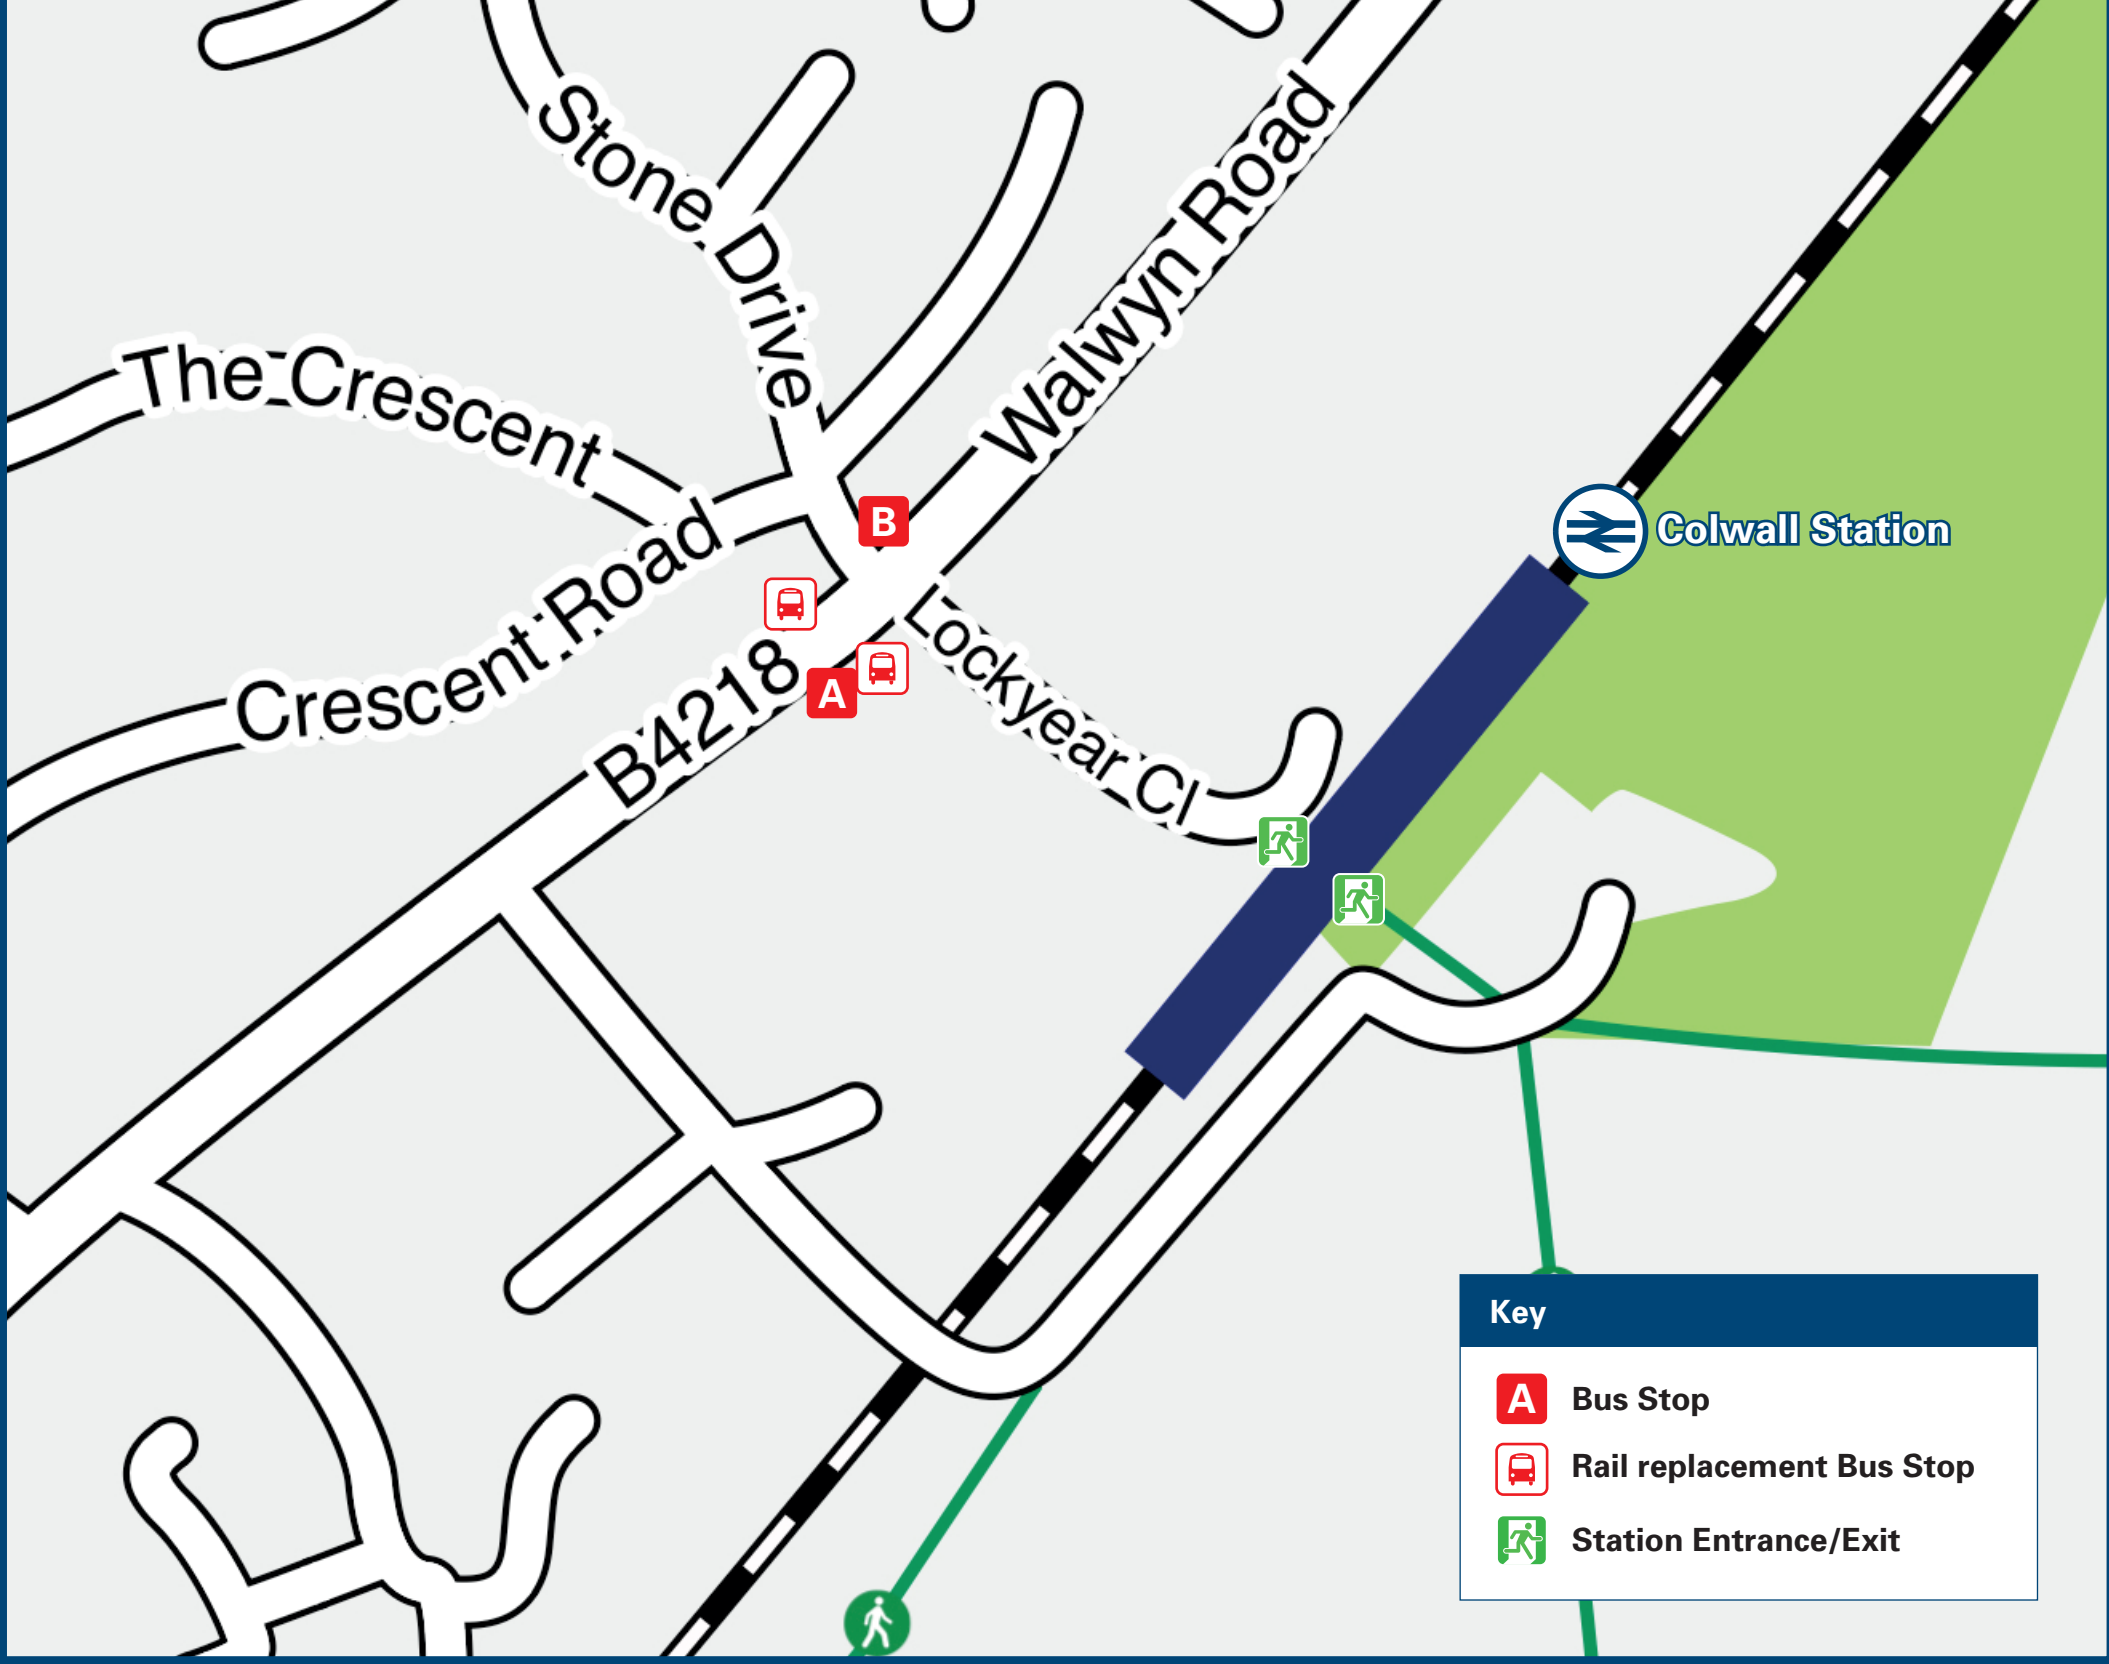 Stone Drive
Walwyn Road
The Crescent
B
Colwall Station
Crescent Road
Lockyear Cl
B4218
A
Key
A Bus Stop
Rail replacement Bus Stop
Station Entrance/Exit